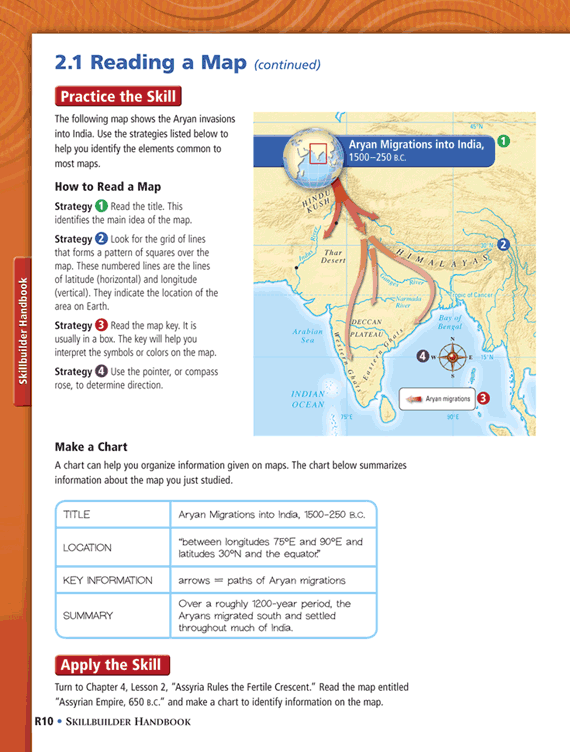 2.1 Reading a Map (continued)
Practice the Skill
The following map shows the Aryan invasions
into India. Use the strategies listed below to
help you identify the elements common to
most maps.
How to Read a Map
Strategy 1 Read the title. This
identifies the main idea of the map.
Strategy 2 Look for the grid of lines
that forms a pattern of squares over the
map. These numbered lines are the lines
of latitude (horizontal) and longitude
(vertical). They indicate the location of the
area on Earth.
Strategy 3 Read the map key. It is
usually in a box. The key will help you
interpret the symbols or colors on the map.
Strategy 4 Use the pointer, or compass
rose, to determine direction.
45°N
Aryan Migrations into India,
1500–250 B.C.
1
HINDU
KUSH
2
Thar
Desert
HIMALAYAS
Indus
Ganges River
Tropic of Cancer
Narmada
River
DECCAN
PLATEAU
Arabian
Sea
Bay of
Bengal
Western Ghats
Eastern Ghats
N
4 W E 15°N
S
INDIAN
OCEAN
Aryan migrations
3
75°E
90°E
Skillbuilder Handbook
Make a Chart
A chart can help you organize information given on maps. The chart below summarizes
information about the map you just studied.
TITLE
Aryan Migrations into India, 1500–250 B.C.
LOCATION
"between longitudes 75°E and 90°E and
latitudes 30°N and the equator."
KEY INFORMATION
arrows = paths of Aryan migrations
SUMMARY
Over a roughly 1200-year period, the
Aryans migrated south and settled
throughout much of India.
Apply the Skill
Turn to Chapter 4, Lesson 2, "Assyria Rules the Fertile Crescent." Read the map entitled
"Assyrian Empire, 650 B.C." and make a chart to identify information on the map.
R10 • SKILLBUILDER HANDBOOK